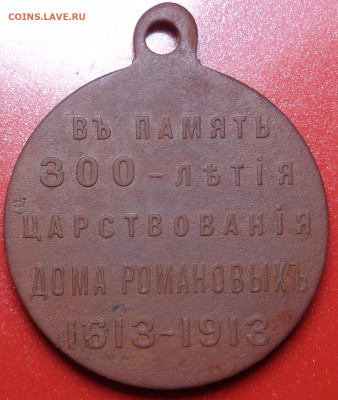 COINS.LAVE.RU
ВЪ ПАМЯТЬ
300-ЛѢТІЯ
ЦАРСТВОВАНІЯ
ДОМА РОМАНОВЫХЪ
1613-1913